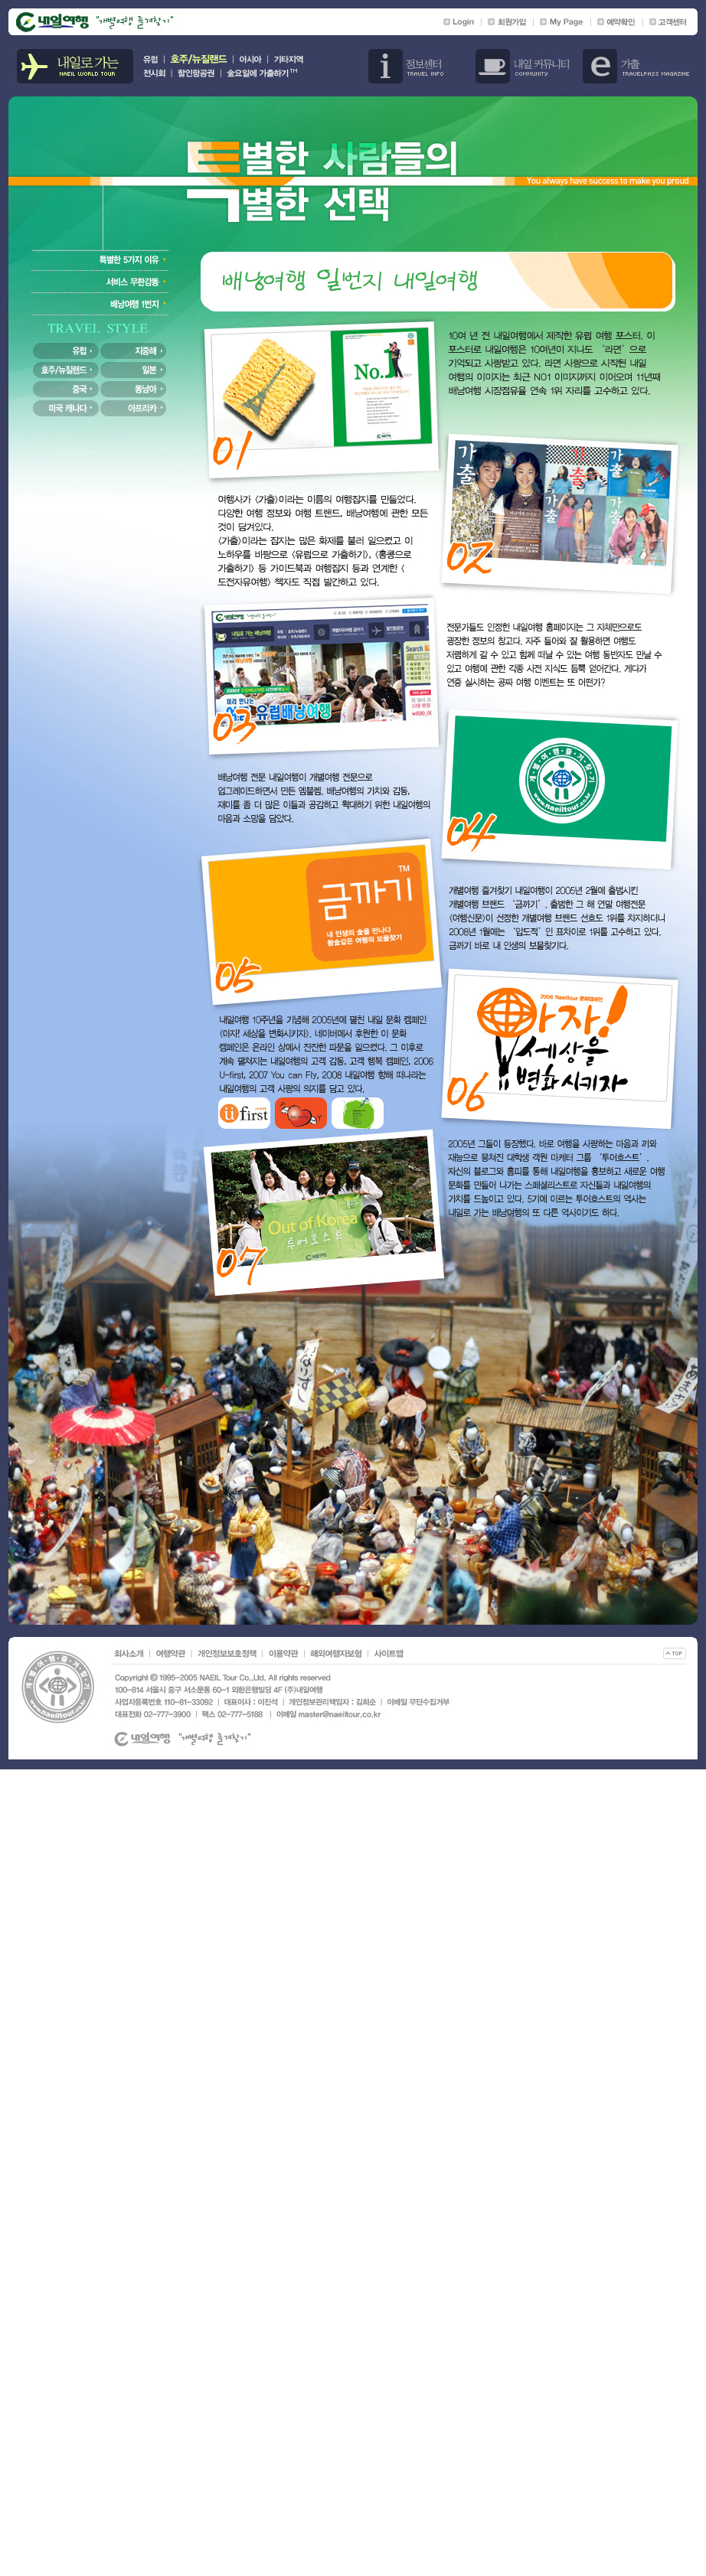 내일여행 "개별여행 즐겨찾기"
Login 회원가입 My Page 예약확인 고객센터
내일로 가는
NAEIL WORLD TOUR
유럽 호주/뉴질랜드 아시아 기타지역
전시회 할인항공권 금요일에 가출하기™
정보센터
TRAVEL INFO
내일 커뮤니티
COMMUNITY
가출
TRAVELPASS MAGAZINE
특별한 사람들의
특별한 선택
You always have success to make you proud
특별한 5가지 이유
서비스 무한감동
배낭여행 1번지
TRAVEL STYLE
유럽 지중해
호주/뉴질랜드 일본
중국 동남아
미국 캐나다 아프리카
배낭여행 일번지 내일여행
No.1
01
10여 년 전 내일여행에서 제작한 유럽 여행 포스터. 이
포스터로 내일여행은 10여년이 지나도 '라면' 으로
기억되고 사랑받고 있다. 라면 사랑으로 시작된 내일
여행의 이미지는 최근 NO1 이미지까지 이어오며 11년째
배낭여행 시장점유율 연속 1위 자리를 고수하고 있다.
가출
02
여행사가 <가출>이라는 이름의 여행잡지를 만들었다.
다양한 여행 정보와 여행 트랜드, 배낭여행에 관한 모든
것이 담겨있다.
<가출>이라는 잡지는 많은 화제를 불러 일으켰고 이
노하우를 바탕으로 <유럽으로 가출하기>, <홍콩으로
가출하기> 등 가이드북과 여행잡지 등과 연계한 <
도전자유여행> 책자도 직접 발간하고 있다.
03
전문가들도 인정한 내일여행 홈페이지는 그 자체만으로도
굉장한 정보의 창고다. 자주 들어와 잘 활용하면 여행도
저렴하게 갈 수 있고 함께 떠날 수 있는 여행 동반자도 만날 수
있고 여행에 관한 각종 사전 지식도 듬뿍 얻어간다. 게다가
연중 실시하는 공짜 여행 이벤트는 또 어떤가?
개별여행즐겨찾기
www.naeiltour.co.kr
04
배낭여행 전문 내일여행이 개별여행 전문으로
업그레이드하면서 만든 엠블렘. 배낭여행의 가치와 감동,
재미를 좀 더 많은 이들과 공감하고 확대하기 위한 내일여행의
마음과 소망을 담았다.
금까기™
내 인생의 숨을 만나다
황금같은 여행의 보물찾기
05
개별여행 즐겨찾기 내일여행이 2005년 2월에 출범시킨
개별여행 브랜드 '금까기'. 출범한 그 해 연말 여행전문
<여행신문>이 선정한 개별여행 브랜드 선호도 1위를 차지하더니
2008년 1월에는 '압도적' 인 표차이로 1위를 고수하고 있다.
금까기 바로 내 인생의 보물찾기다.
아자!
세상을
변화시키자
06
내일여행 10주년을 기념해 2005년에 펼친 내일 문화 캠페인
<아자! 세상을 변화시키자>. 네이버에서 후원한 이 문화
캠페인은 온라인 상에서 잔잔한 파문을 일으켰다. 그 이후로
계속 펼쳐지는 내일여행의 고객 감동, 고객 행복 캠페인, 2006
U-first, 2007 You can Fly, 2008 내일여행 향해 떠나라는
내일여행의 고객 사랑의 의지를 담고 있다.
first
Out of Korea
투어호스트
07
2005년 그들이 등장했다. 바로 여행을 사랑하는 마음과 끼와
재능으로 뭉쳐진 대학생 객원 마케터 그룹 '투어호스트'.
자신의 블로그와 홈피를 통해 내일여행을 홍보하고 새로운 여행
문화를 만들어 나가는 스페셜리스트로 자신들과 내일여행의
가치를 드높이고 있다. 5기에 이르는 투어호스트의 역사는
내일로 가는 배낭여행의 또 다른 역사이기도 하다.
회사소개 여행약관 개인정보보호정책 이용약관 해외여행자보험 사이트맵
TOP
Copyright ⓒ 1995-2005 NAEIL Tour Co.,Ltd. All rights reserved
100-814 서울시 중구 서소문동 60-1 외환은행빌딩 4F (주)내일여행
사업자등록번호 110-81-33092 대표이사 : 이진석 개인정보관리책임자 : 김희순 이메일 무단수집거부
대표전화 02-777-3900 팩스 02-777-5188 이메일 master@naeiltour.co.kr
내일여행 "개별여행 즐겨찾기"